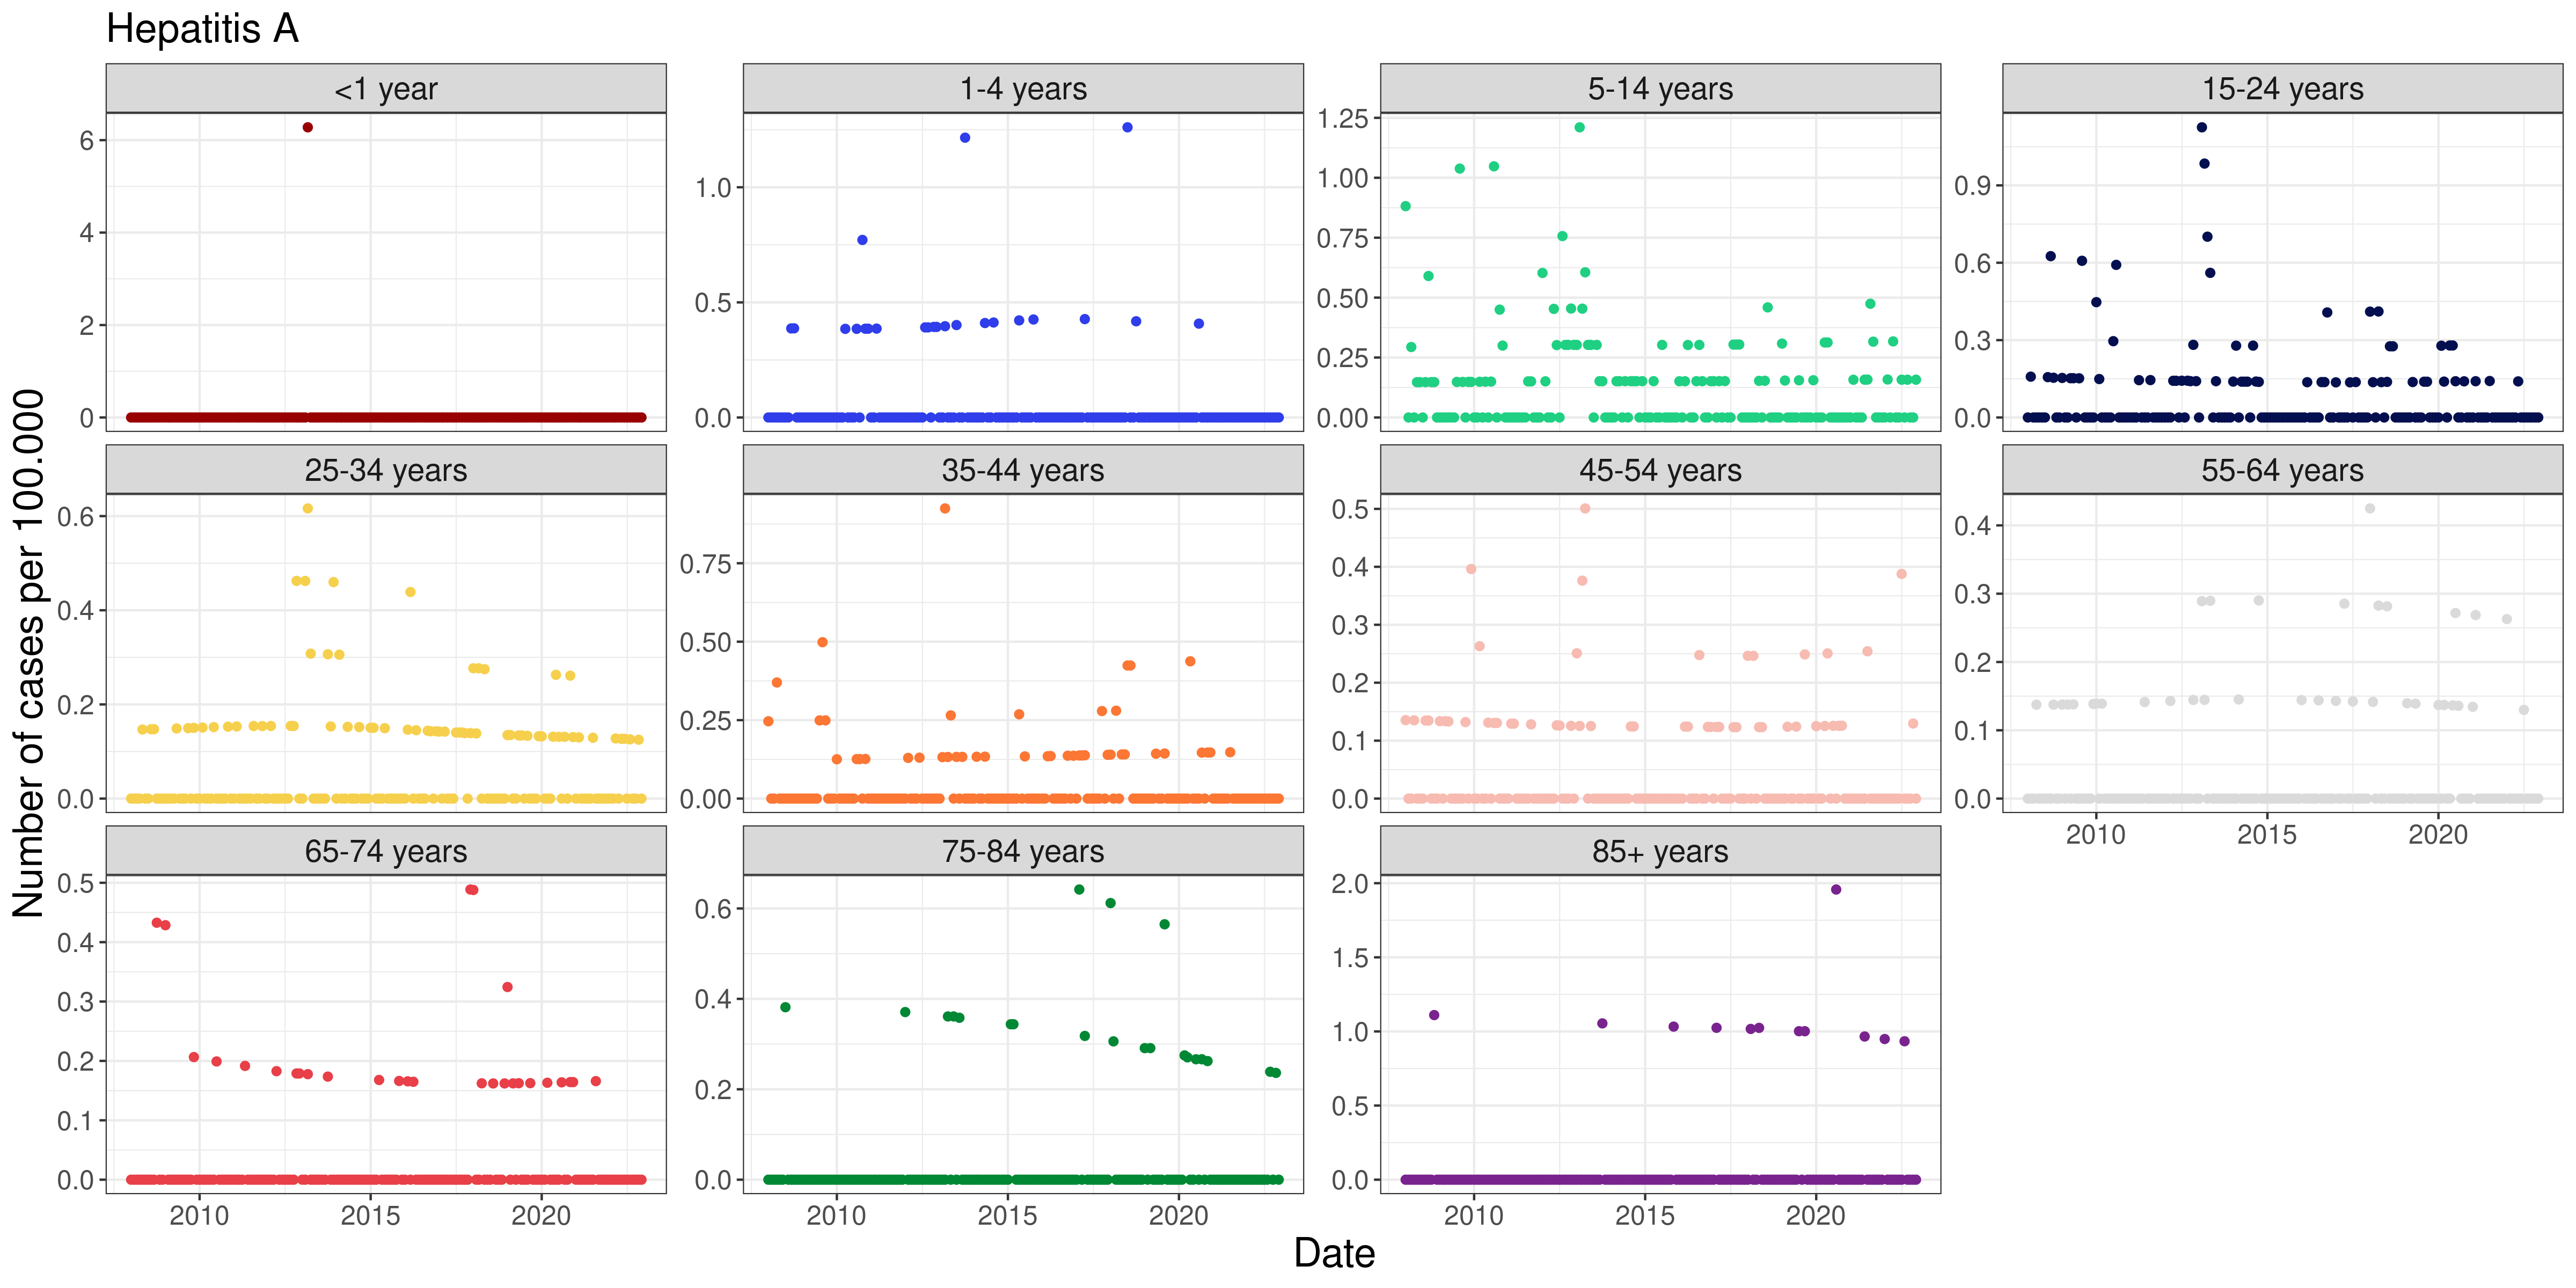 Hepatitis A
<1 year
1-4 years
5-14 years
15-24 years
6
4
2
0
1.0
0.5
0.0
1.25
1.00
0.75
0.50
0.25
0.00
0.9
0.6
0.3
0.0
Number of cases per 100.000
25-34 years
35-44 years
45-54 years
55-64 years
0.6
0.4
0.2
0.0
0.75
0.50
0.25
0.00
0.5
0.4
0.3
0.2
0.1
0.0
0.4
0.3
0.2
0.1
0.0
2010 2015 2020
65-74 years
75-84 years
85+ years
0.5
0.4
0.3
0.2
0.1
0.0
0.6
0.4
0.2
0.0
2.0
1.5
1.0
0.5
0.0
2010 2015 2020
2010 2015 2020
2010 2015 2020
Date